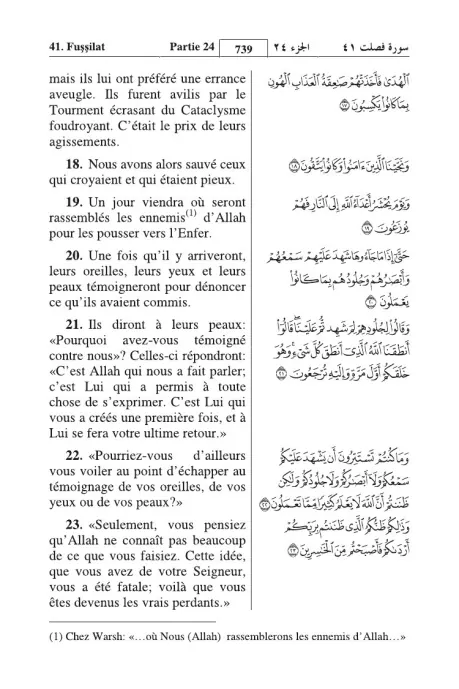 41. Fuṣṣilat Partie 24 739 الجزء ٢٤ سورة فصلت ٤١
mais ils lui ont préféré une errance
aveugle. Ils furent avilis par le
Tourment écrasant du Cataclysme
foudroyant. C’était le prix de leurs
agissements.
18. Nous avons alors sauvé ceux
qui croyaient et qui étaient pieux.
19. Un jour viendra où seront
rassemblés les ennemis(1) d’Allah
pour les pousser vers l’Enfer.
20. Une fois qu’il y arriveront,
leurs oreilles, leurs yeux et leurs
peaux témoigneront pour dénoncer
ce qu’ils avaient commis.
21. Ils diront à leurs peaux:
«Pourquoi avez-vous témoigné
contre nous»? Celles-ci répondront:
«C’est Allah qui nous a fait parler;
c’est Lui qui a permis à toute
chose de s’exprimer. C’est Lui qui
vous a créés une première fois, et à
Lui se fera votre ultime retour.»
22. «Pourriez-vous d’ailleurs
vous voiler au point d’échapper au
témoignage de vos oreilles, de vos
yeux ou de vos peaux?»
23. «Seulement, vous pensiez
qu’Allah ne connaît pas beaucoup
de ce que vous faisiez. Cette idée,
que vous avez de votre Seigneur,
vous a été fatale; voilà que vous
êtes devenus les vrais perdants.»
ٱلْهُدَىٰ فَأَخَذَتْهُمْ صَٰعِقَةُ ٱلْعَذَابِ ٱلْهُونِ
بِمَا كَانُوا۟ يَكْسِبُونَ ١٧
وَنَجَّيْنَا ٱلَّذِينَ ءَامَنُوا۟ وَكَانُوا۟ يَتَّقُونَ ١٨
وَيَوْمَ يُحْشَرُ أَعْدَآءُ ٱللَّهِ إِلَى ٱلنَّارِ فَهُمْ
يُوزَعُونَ ١٩
حَتَّىٰٓ إِذَا مَا جَآءُوهَا شَهِدَ عَلَيْهِمْ سَمْعُهُمْ
وَأَبْصَٰرُهُمْ وَجُلُودُهُم بِمَا كَانُوا۟
يَعْمَلُونَ ٢٠
وَقَالُوا۟ لِجُلُودِهِمْ لِمَ شَهِدتُّمْ عَلَيْنَا ۖ قَالُوٓا۟
أَنطَقَنَا ٱللَّهُ ٱلَّذِىٓ أَنطَقَ كُلَّ شَىْءٍ وَهُوَ
خَلَقَكُمْ أَوَّلَ مَرَّةٍ وَإِلَيْهِ تُرْجَعُونَ ٢١
وَمَا كُنتُمْ تَسْتَتِرُونَ أَن يَشْهَدَ عَلَيْكُمْ
سَمْعُكُمْ وَلَآ أَبْصَٰرُكُمْ وَلَا جُلُودُكُمْ وَلَٰكِن
ظَنَنتُمْ أَنَّ ٱللَّهَ لَا يَعْلَمُ كَثِيرًا مِّمَّا تَعْمَلُونَ ٢٢
وَذَٰلِكُمْ ظَنُّكُمُ ٱلَّذِى ظَنَنتُم بِرَبِّكُمْ
أَرْدَىٰكُمْ فَأَصْبَحْتُم مِّنَ ٱلْخَٰسِرِينَ ٢٣
(1) Chez Warsh: «…où Nous (Allah) rassemblerons les ennemis d’Allah…»